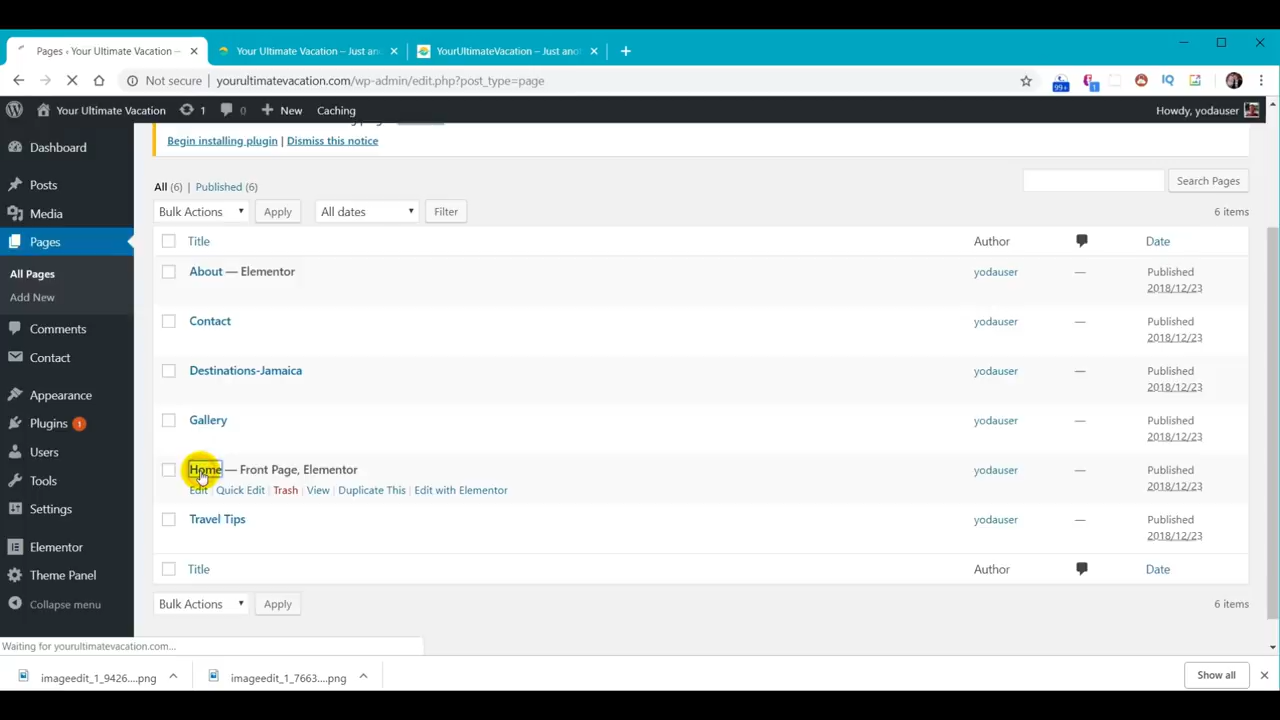 Pages ‹ Your Ultimate Vacation –
Your Ultimate Vacation – Just an
YourUltimateVacation – Just anot
Not secure yourultimatevacation.com/wp-admin/edit.php?post_type=page
99+
1
IQ
Your Ultimate Vacation 1 0 New Caching Howdy, yodauser
Begin installing plugin | Dismiss this notice
Dashboard
Posts
Media
Pages
All Pages
Add New
Comments
Contact
Appearance
Plugins 1
Users
Tools
Settings
Elementor
Theme Panel
Collapse menu
All (6) | Published (6)
Search Pages
Bulk Actions Apply All dates Filter 6 items
Title Author Date
About — Elementor yodauser — Published
2018/12/23
Contact yodauser — Published
2018/12/23
Destinations-Jamaica yodauser — Published
2018/12/23
Gallery yodauser — Published
2018/12/23
Home — Front Page, Elementor yodauser — Published
2018/12/23
Edit | Quick Edit | Trash | View | Duplicate This | Edit with Elementor
Travel Tips yodauser — Published
2018/12/23
Title Author Date
Bulk Actions Apply 6 items
Waiting for yourultimatevacation.com...
imageedit_1_9426....png
imageedit_1_7663....png
Show all